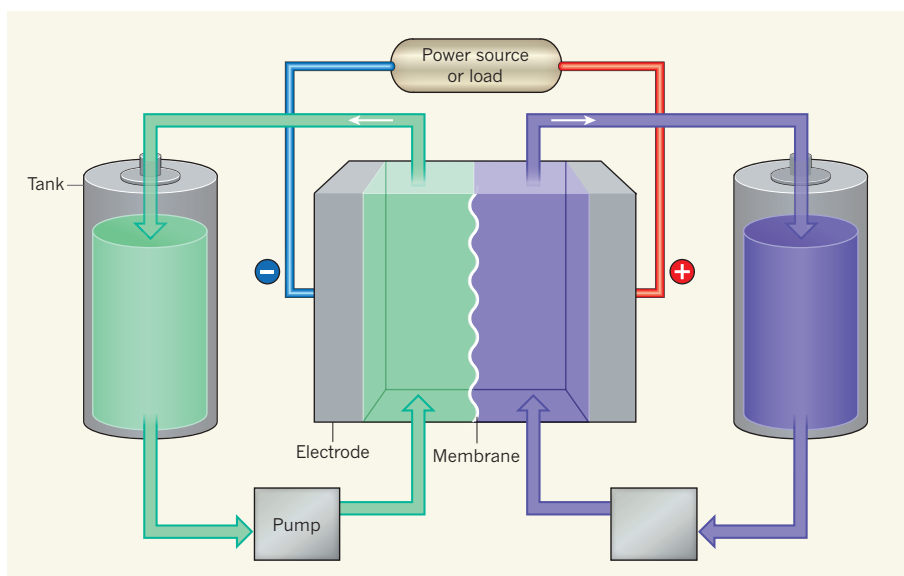 Power source
or load
Tank
−
+
Electrode
Membrane
Pump